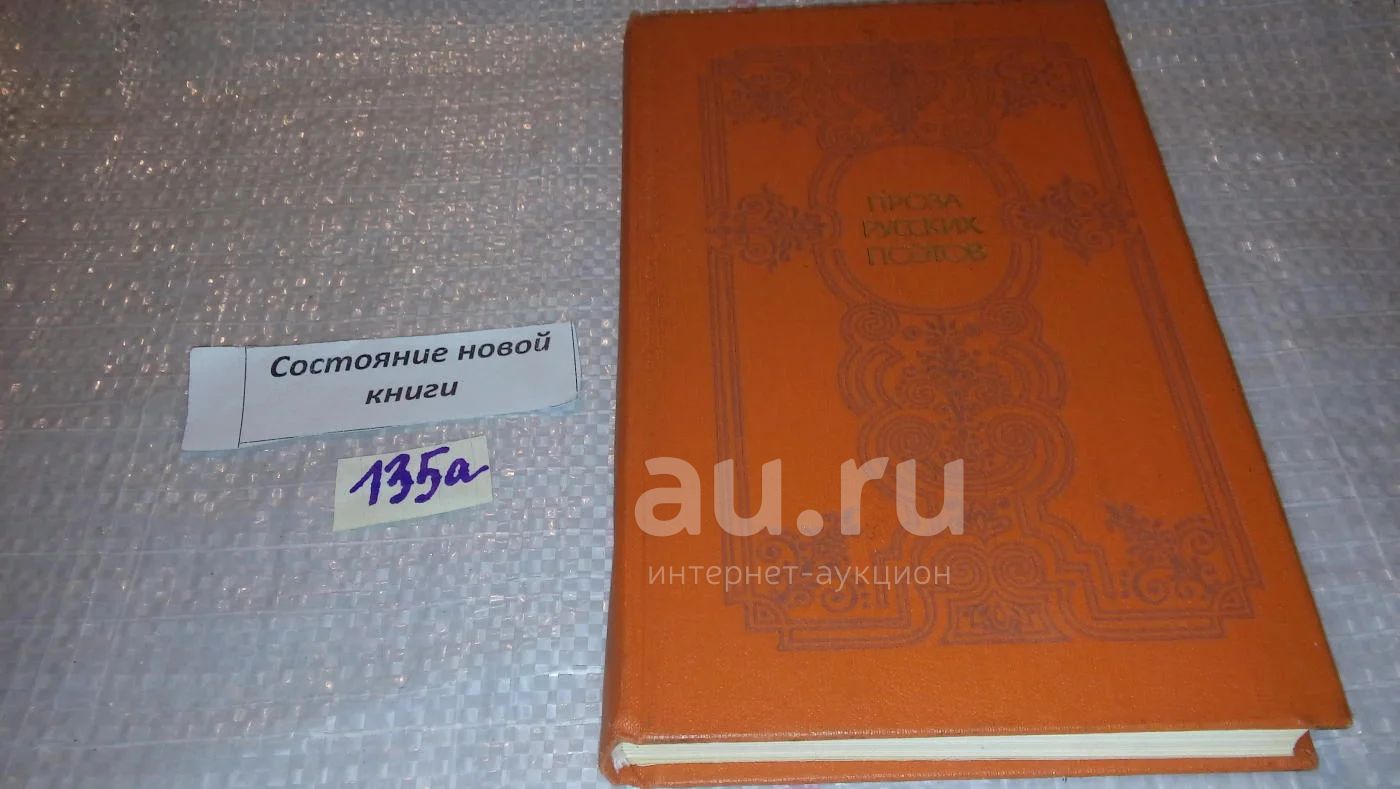 ПРОЗА
РУССКИХ
ПОЭТОВ
Состояние новой
книги
135а
au.ru
интернет-аукцион